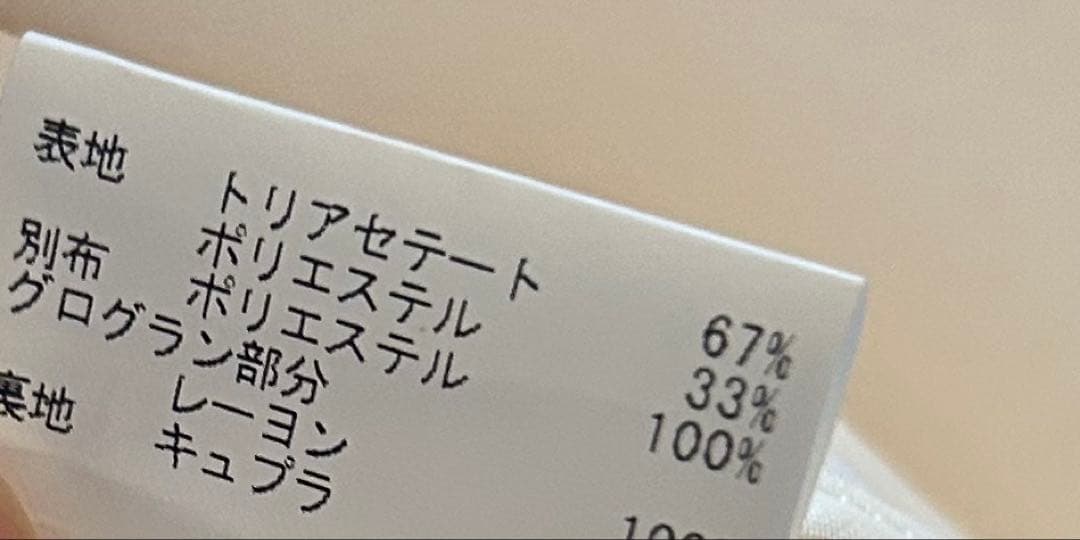 表地 トリアセテート 67%
ポリエステル 33%
別布 ポリエステル 100%
グログラン部分
レーヨン
裏地 キュプラ